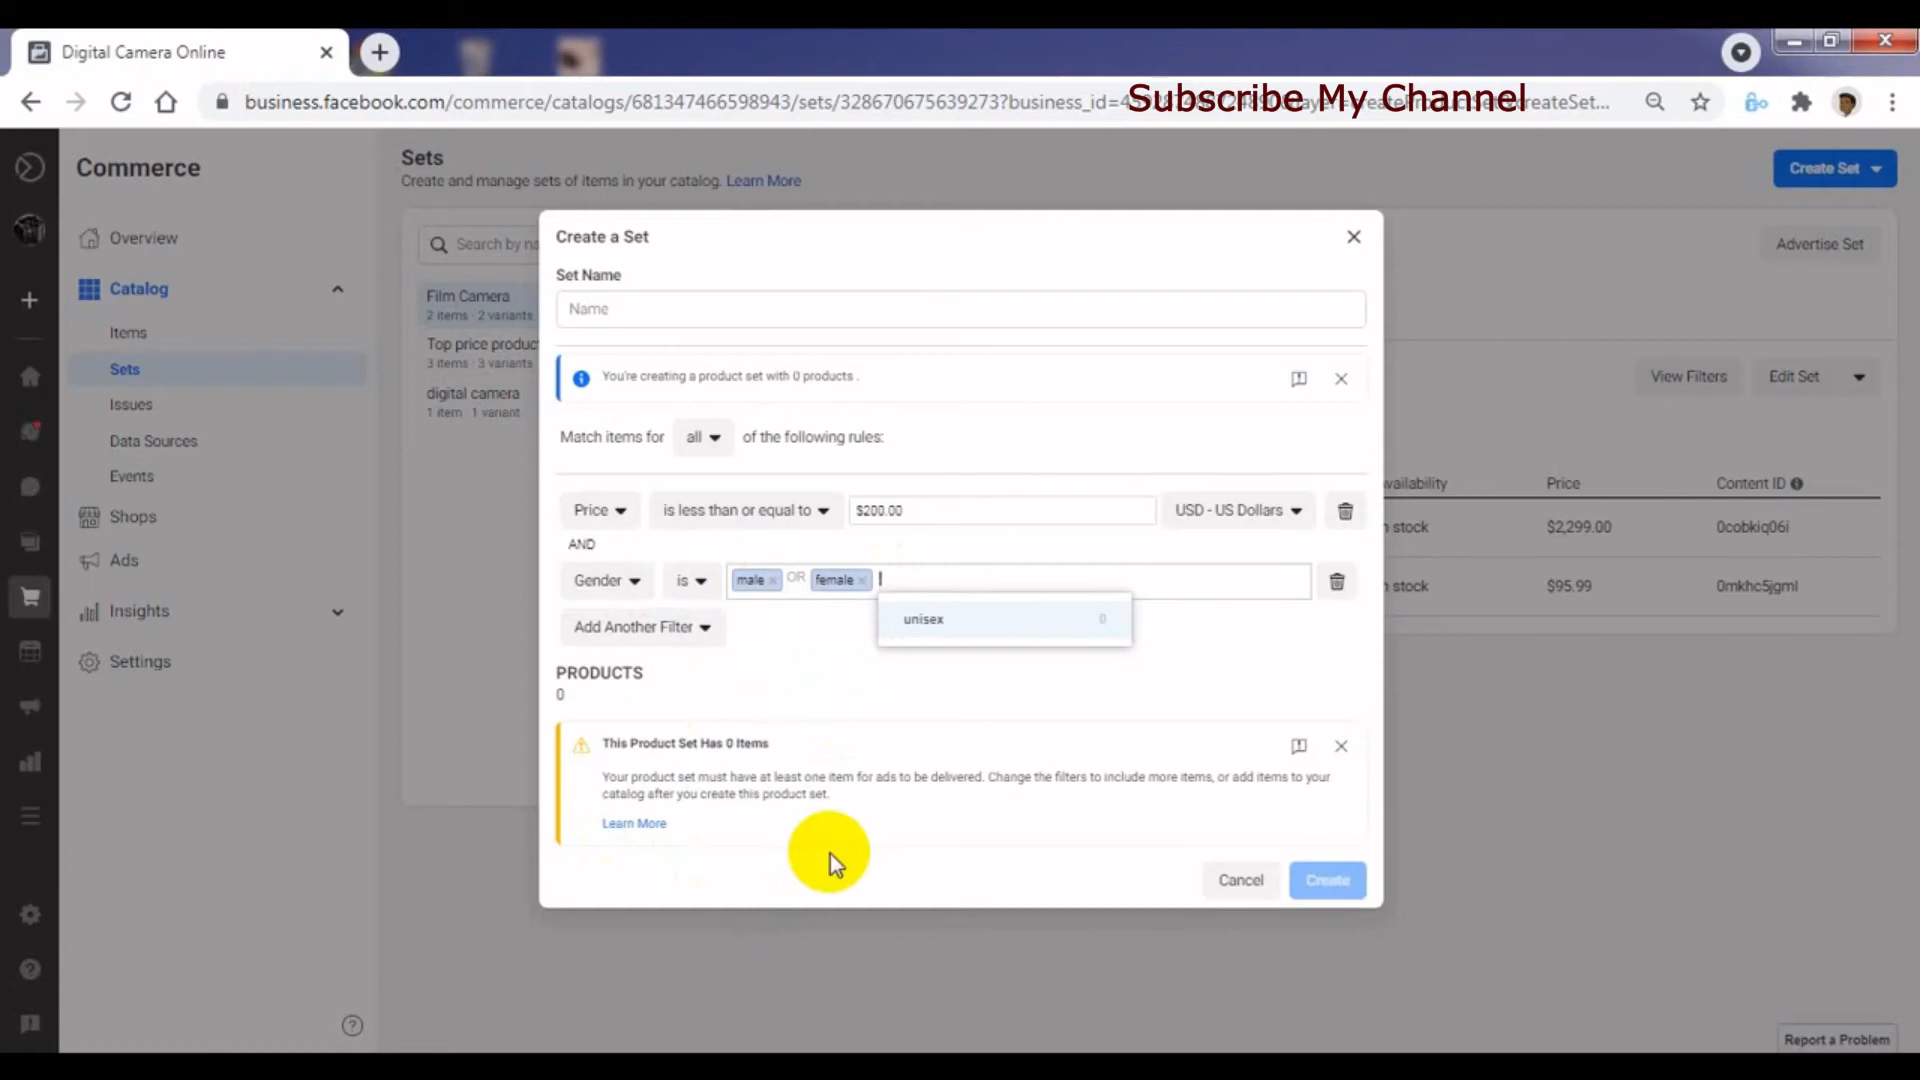 Digital Camera Online
business.facebook.com/commerce/catalogs/681347466598943/sets/328670675639273?business_id=
createSet...
Subscribe My Channel
Commerce
Overview
Catalog
Items
Sets
Issues
Data Sources
Events
Shops
Ads
Insights
Settings
Sets
Create and manage sets of items in your catalog. Learn More
Create Set
Search by na
Advertise Set
Film Camera
2 items · 2 variants
Top price produc
3 items · 3 variants
digital camera
1 item · 1 variant
View Filters
Edit Set
vailability
Price
Content ID
n stock
$2,299.00
0cobkiq06i
n stock
$95.99
0mkhc5jgml
Create a Set
Set Name
Name
You're creating a product set with 0 products .
Match items for all of the following rules:
Price is less than or equal to $200.00 USD - US Dollars
AND
Gender is male × OR female ×
unisex 0
Add Another Filter
PRODUCTS
0
This Product Set Has 0 Items
Your product set must have at least one item for ads to be delivered. Change the filters to include more items, or add items to your
catalog after you create this product set.
Learn More
Cancel
Create
Report a Problem